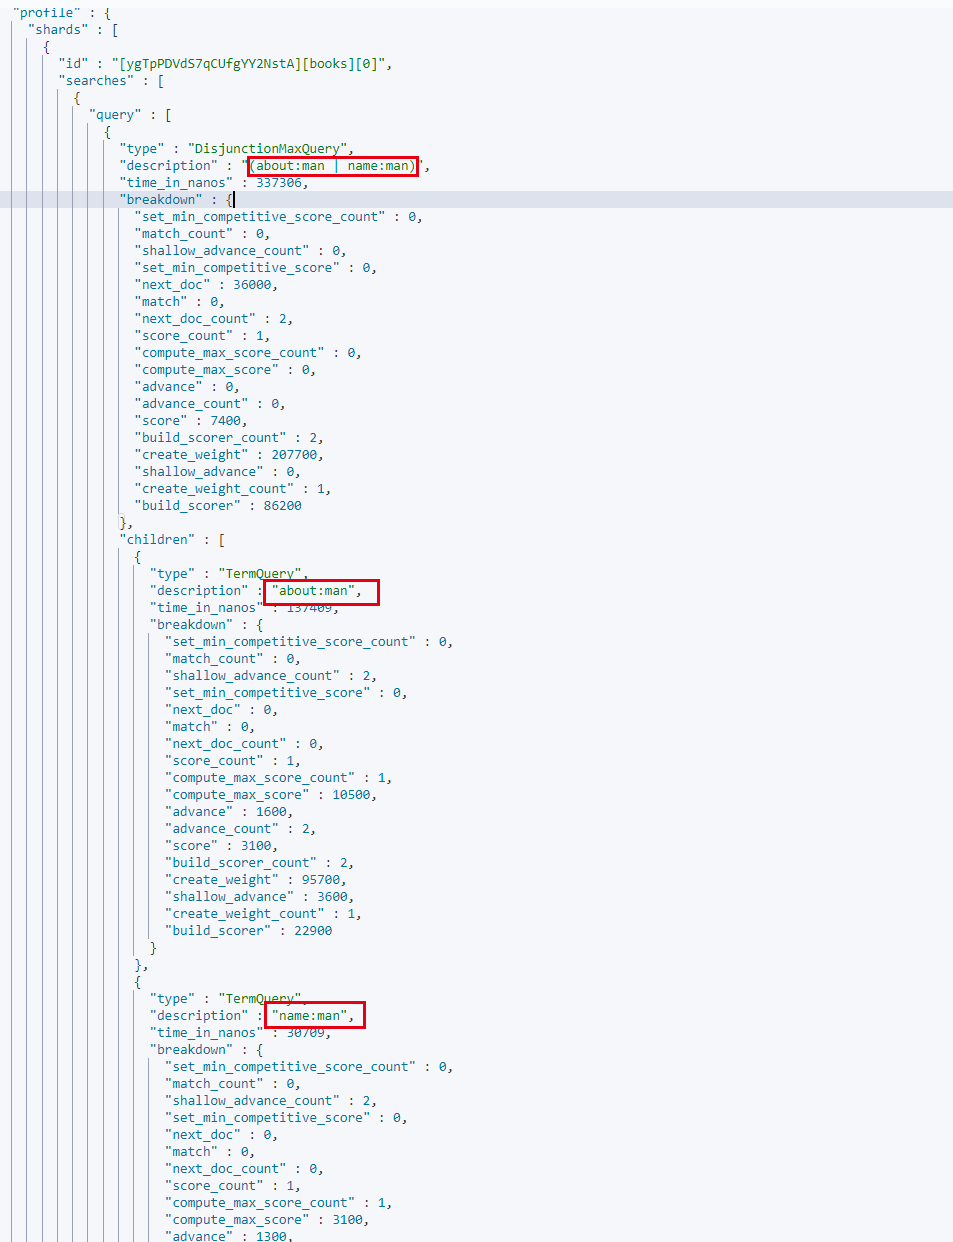 "profile" : {
"shards" : [
{
"id" : "[ygTpPDVdS7qCUfgYY2NstA][books][0]",
"searches" : [
{
"query" : [
{
"type" : "DisjunctionMaxQuery",
"description" : "(about:man | name:man)",
"time_in_nanos" : 337306,
"breakdown" : {
"set_min_competitive_score_count" : 0,
"match_count" : 0,
"shallow_advance_count" : 0,
"set_min_competitive_score" : 0,
"next_doc" : 36000,
"match" : 0,
"next_doc_count" : 2,
"score_count" : 1,
"compute_max_score_count" : 0,
"compute_max_score" : 0,
"advance" : 0,
"advance_count" : 0,
"score" : 7400,
"build_scorer_count" : 2,
"create_weight" : 207700,
"shallow_advance" : 0,
"create_weight_count" : 1,
"build_scorer" : 86200
},
"children" : [
{
"type" : "TermQuery",
"description" : "about:man",
"time_in_nanos" : 137409,
"breakdown" : {
"set_min_competitive_score_count" : 0,
"match_count" : 0,
"shallow_advance_count" : 2,
"set_min_competitive_score" : 0,
"next_doc" : 0,
"match" : 0,
"next_doc_count" : 0,
"score_count" : 1,
"compute_max_score_count" : 1,
"compute_max_score" : 10500,
"advance" : 1600,
"advance_count" : 2,
"score" : 3100,
"build_scorer_count" : 2,
"create_weight" : 95700,
"shallow_advance" : 3600,
"create_weight_count" : 1,
"build_scorer" : 22900
}
},
{
"type" : "TermQuery",
"description" : "name:man",
"time_in_nanos" : 30709,
"breakdown" : {
"set_min_competitive_score_count" : 0,
"match_count" : 0,
"shallow_advance_count" : 2,
"set_min_competitive_score" : 0,
"next_doc" : 0,
"match" : 0,
"next_doc_count" : 0,
"score_count" : 1,
"compute_max_score_count" : 1,
"compute_max_score" : 3100,
"advance" : 1300,